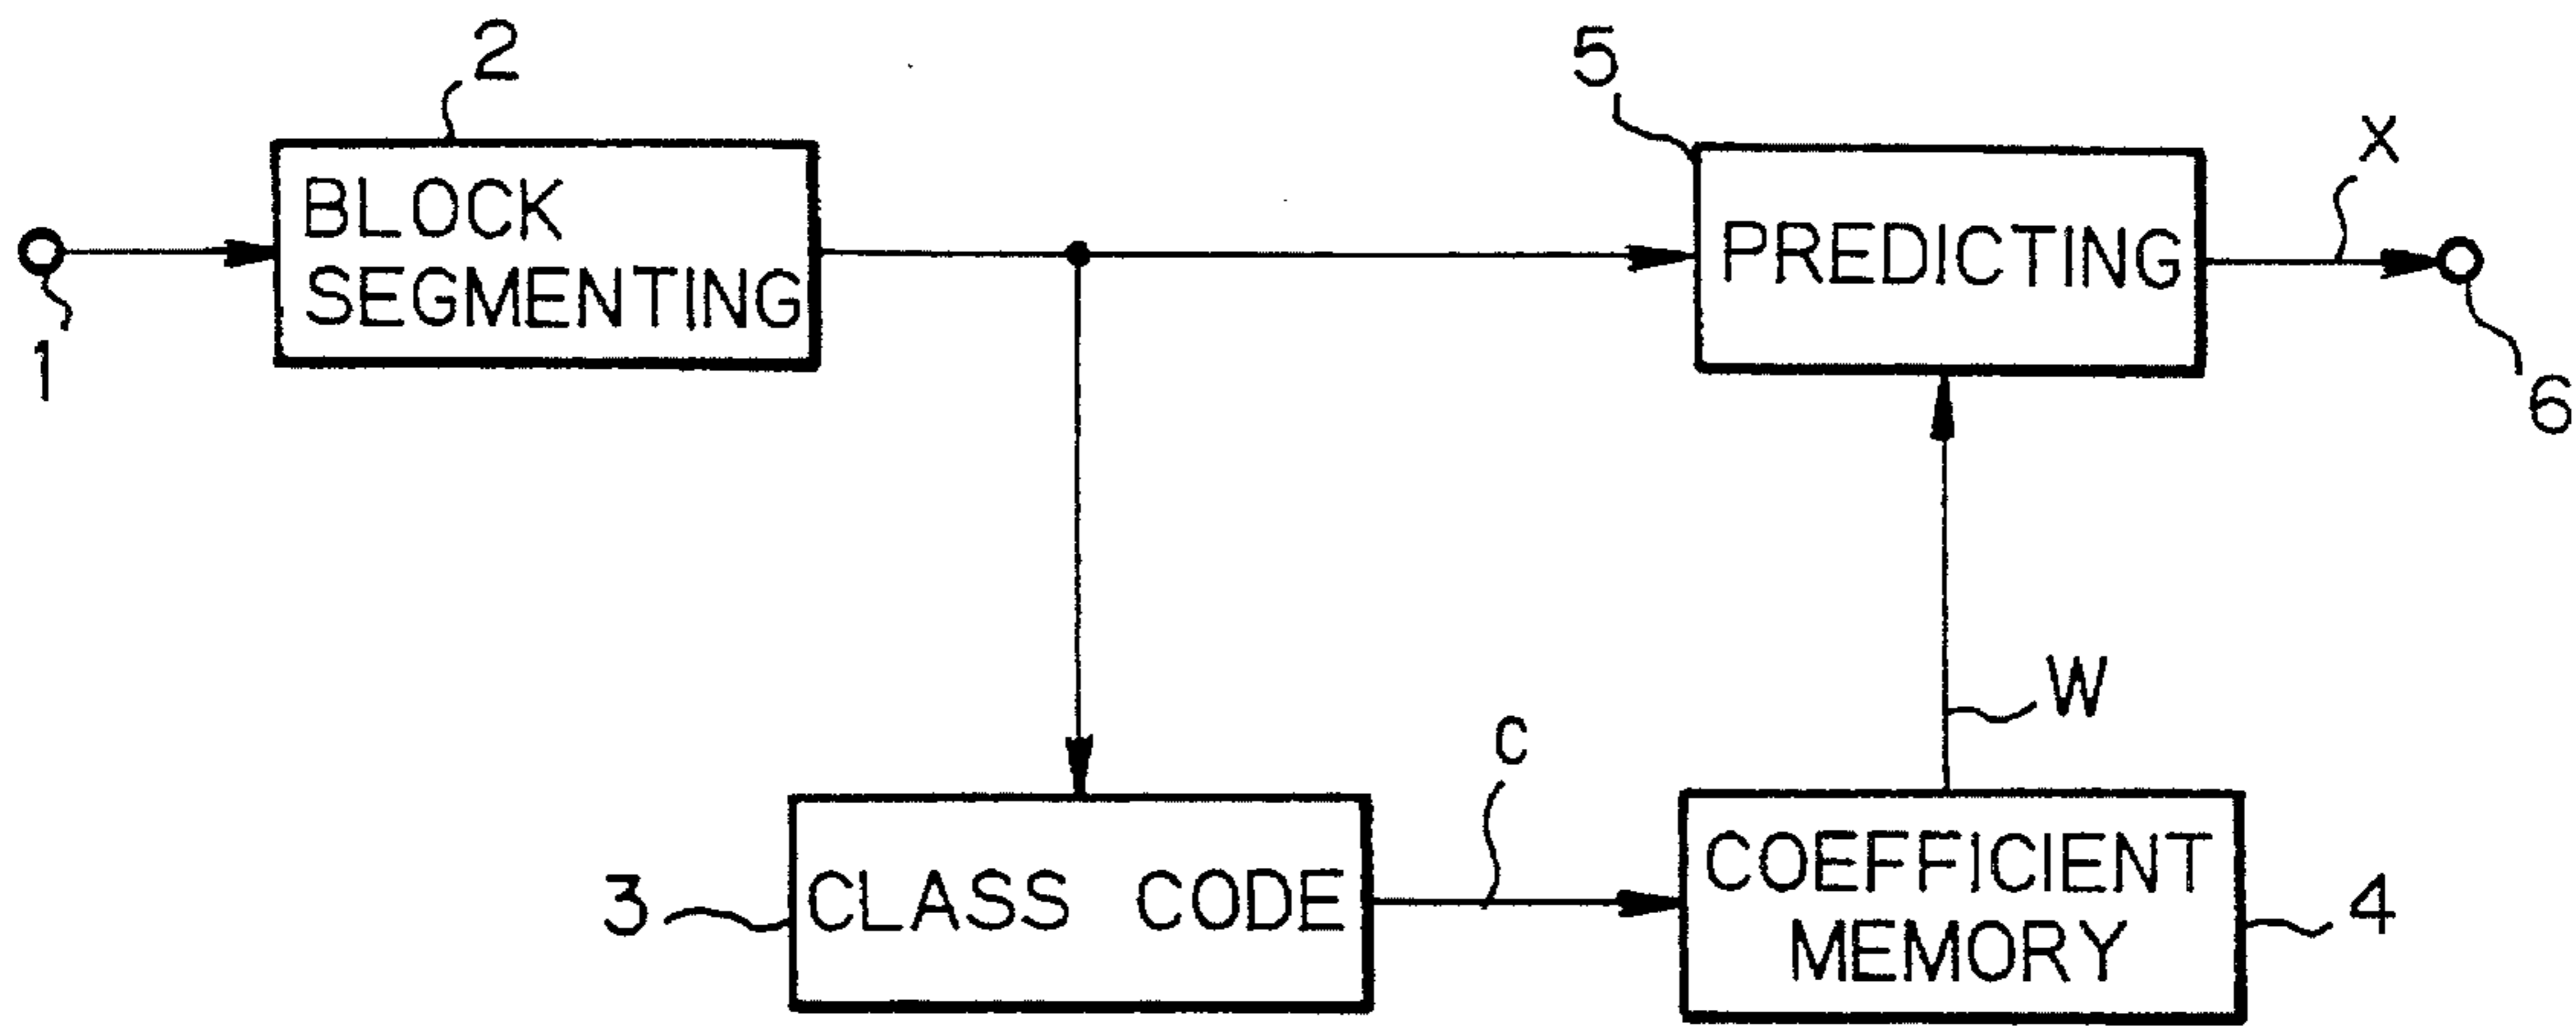 2
5
X
BLOCK
SEGMENTING
PREDICTING
1
6
W
C
3
CLASS CODE
COEFFICIENT
MEMORY
4